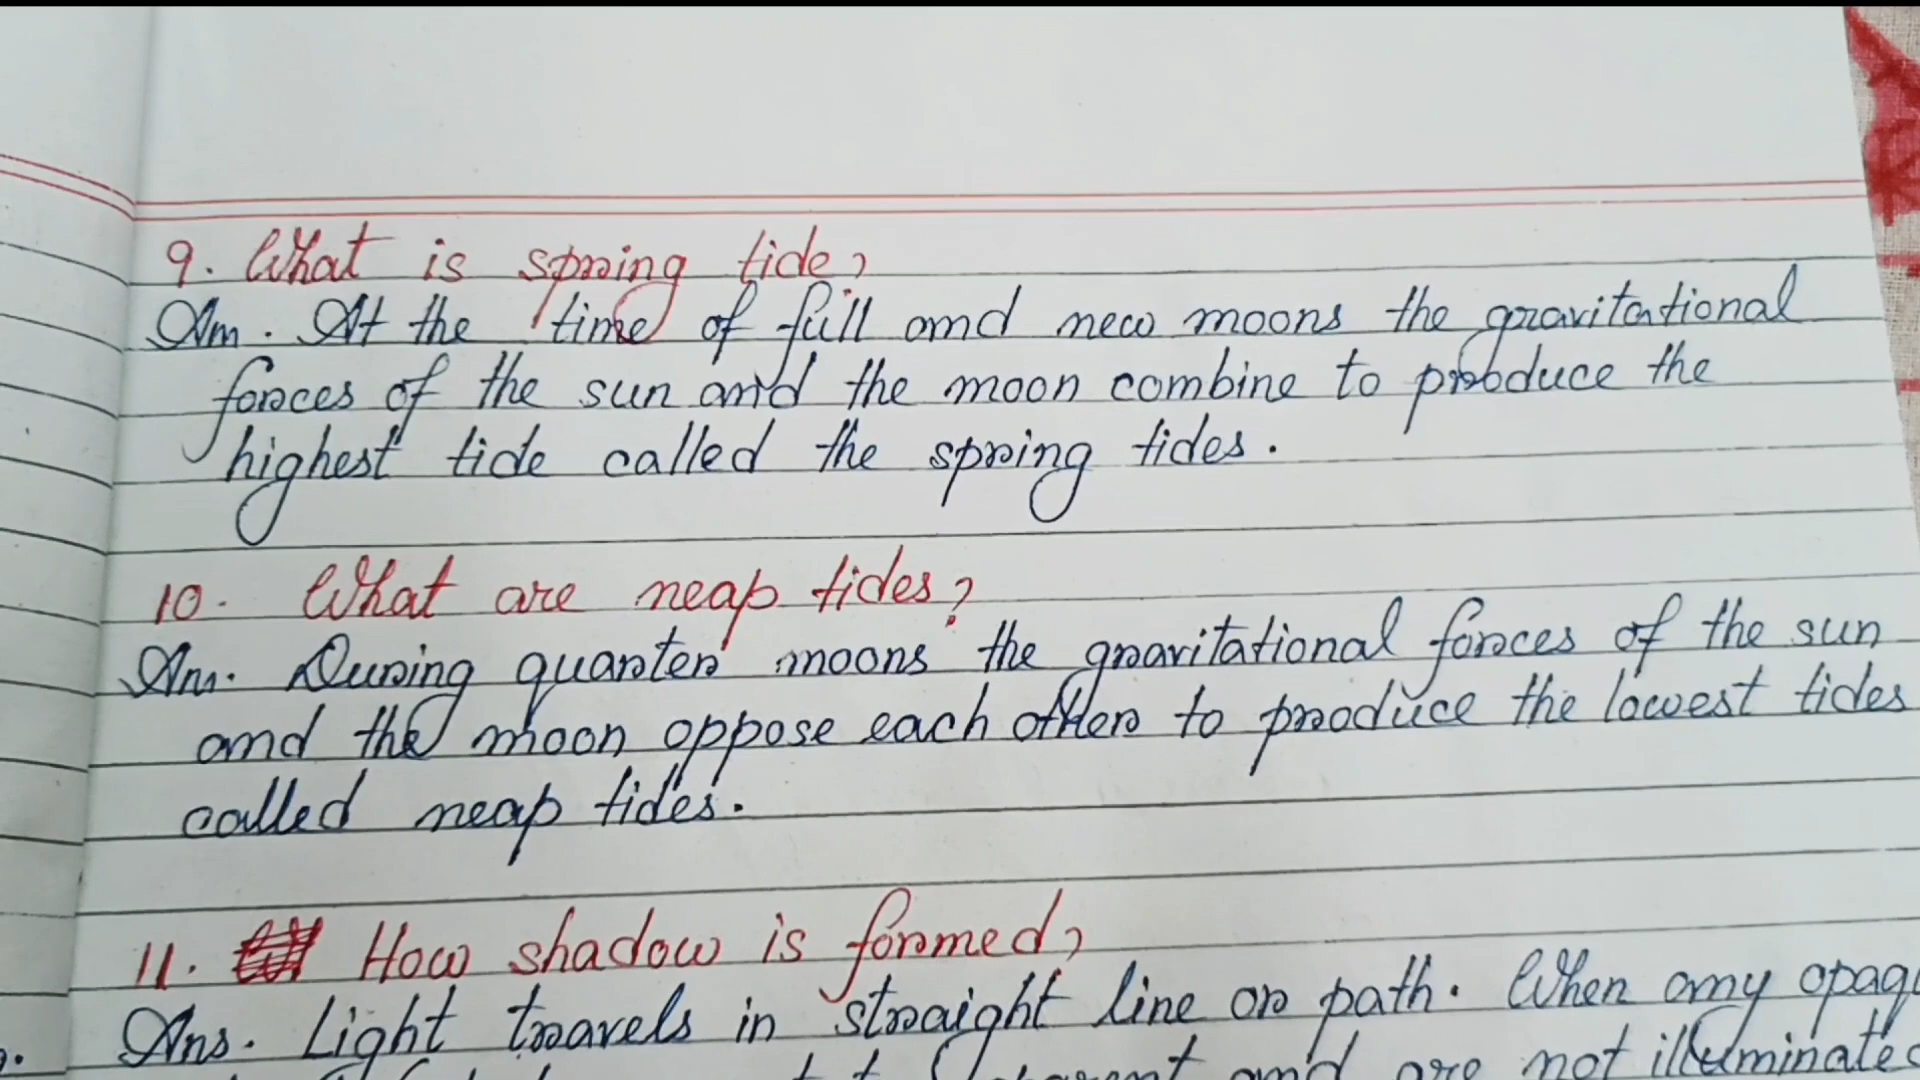 9. What is spring tide?
Ans. At the time of full and new moons the gravitational
forces of the sun and the moon combine to produce the
highest tide called the spring tides.
10. What are neap tides?
Ans. During quarter moons the gravitational forces of the sun
and the moon oppose each other to produce the lowest tides
called neap tides.
11. How shadow is formed?
Ans. Light travels in straight line or path. When any
and are not illuminated